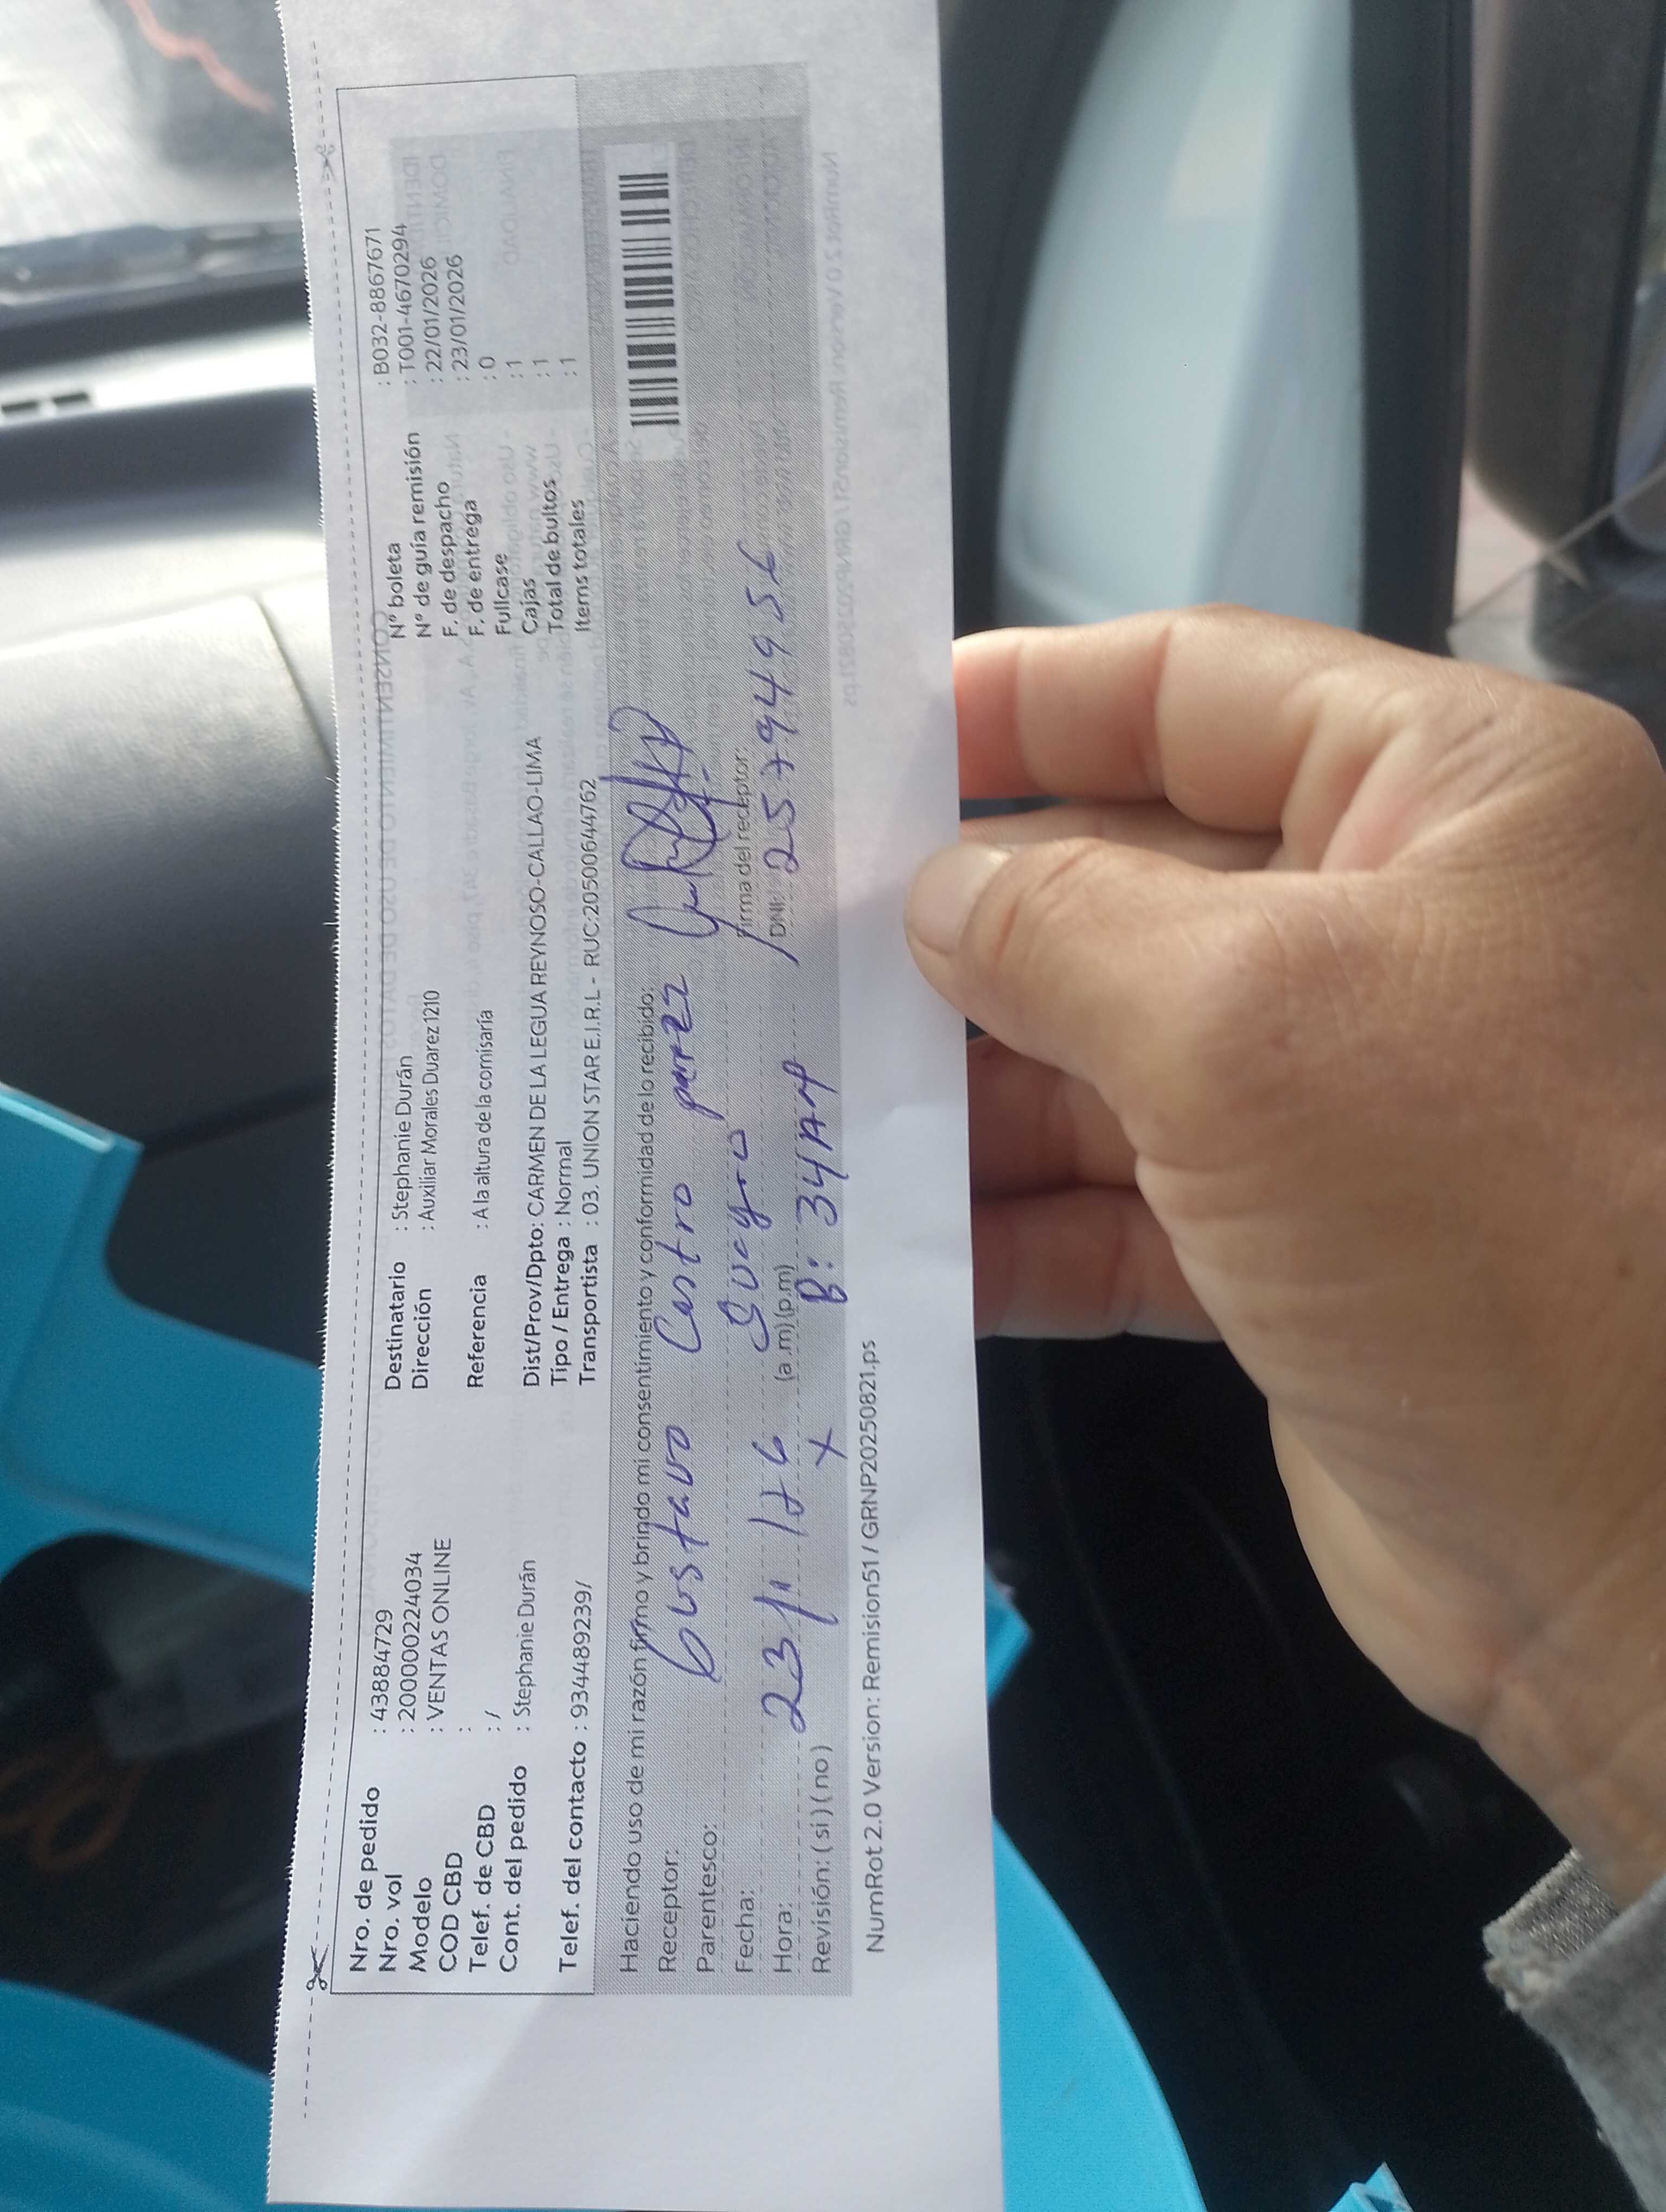 Nro. de pedido : 43884729
Nro. vol : 200000224034
Modelo : VENTAS ONLINE
COD CBD :
Telef. de CBD : /
Cont. del pedido : Stephanie Durán
Telef. del contacto : 934489239/
Destinatario : Stephanie Durán
Dirección : Auxiliar Morales Duarez 1210
Referencia : A la altura de la comisaría
Dist/Prov/Dpto: CARMEN DE LA LEGUA REYNOSO-CALLAO-LIMA
Tipo / Entrega : Normal
Transportista : 03. UNION STAR E.I.R.L - RUC:20500644762
N° boleta : B032-8867671
N° de guía remisión : T001-4670294
F. de despacho : 22/01/2026
F. de entrega : 23/01/2026
Fullcase : 0
Cajas : 1
Total de bultos : 1
Items totales : 1
Haciendo uso de mi razón firmo y brindo mi consentimiento y conformidad de lo recibido:
Receptor: Gustavo Castro
Parentesco: Suegro
Firma del receptor:
Fecha: 23/1/26
DNI: 25794956
Hora: (a.m)(p.m) 8:34 AM
Revisión: (si) (no) X
NumRot 2.0 Version: Remision51 / GRNP20250821.ps